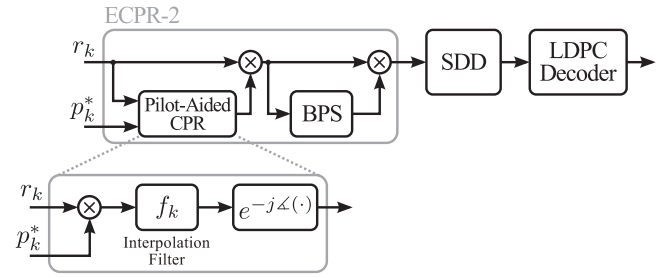 ECPR-2
r_k
p_k^*
Pilot-Aided
CPR
BPS
SDD
LDPC
Decoder
r_k
p_k^*
f_k
e^{-j∡(·)}
Interpolation
Filter